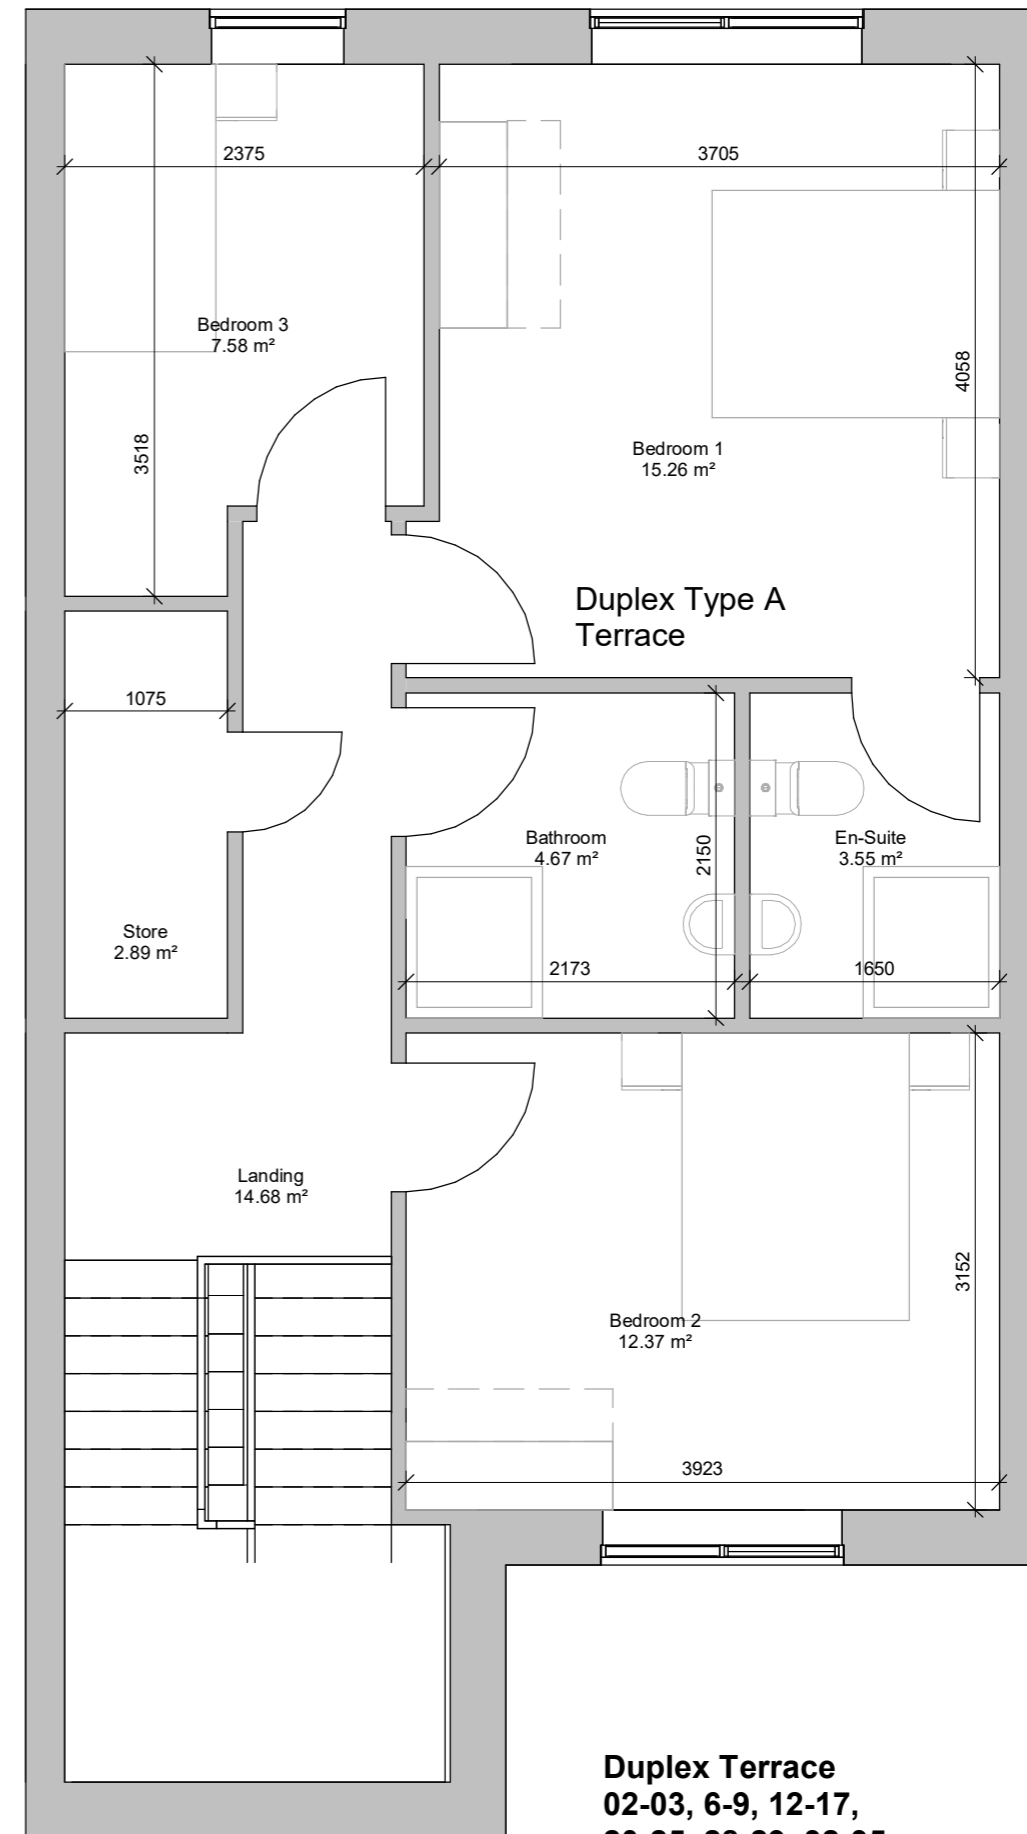 2375
3705
Bedroom 3
7.58 m²
4058
3518
Bedroom 1
15.26 m²
Duplex Type A
Terrace
1075
Bathroom
4.67 m²
2150
En-Suite
3.55 m²
Store
2.89 m²
2173
1650
Landing
14.68 m²
3152
Bedroom 2
12.37 m²
3923
Duplex Terrace
02-03, 6-9, 12-17,